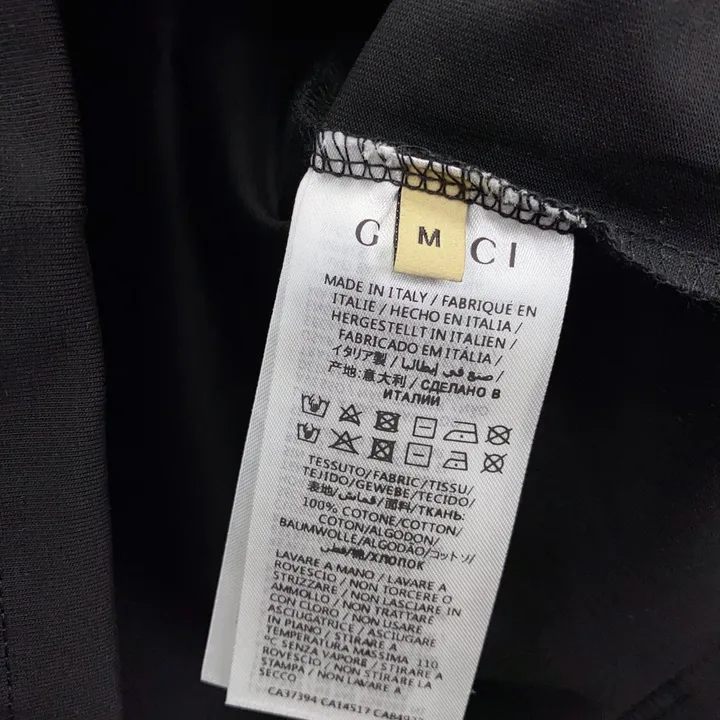 G M CI
MADE IN ITALY / FABRIQUÉ EN
ITALIE / HECHO EN ITALIA /
HERGESTELLT IN ITALIEN /
FABRICADO EM ITÀLIA /
イタリア製 / صنع في إيطاليا /
产地:意大利 / СДЕЛАНО В
ИТАЛИИ
TESSUTO/FABRIC/TISSU/
TEJIDO/GEWEBE/TECIDO/
表地/قماش/面料/ТКАНЬ:
100% COTONE/COTTON/
COTON/ALGODON/
BAUMWOLLE/ALGODÃO/コットン/
قطن/棉/ХЛОПОК
LAVARE A MANO / LAVARE A
ROVESCIO / NON TORCERE O
STRIZZARE / NON LASCIARE IN
AMMOLLO / NON TRATTARE
CON CLORO / NON USARE
ASCIUGATRICE / ASCIUGARE
IN PIANO / STIRARE A
TEMPERATURA MASSIMA 110
°C SENZA VAPORE / STIRARE A
ROVESCIO / NON STIRARE LA
STAMPA / NON LAVARE A
SECCO
CA37394 CA14517